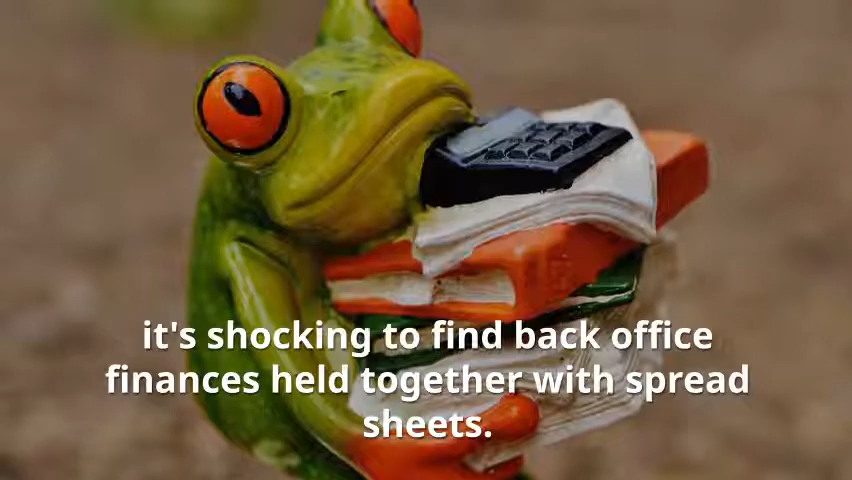 it's shocking to find back office
finances held together with spread
sheets.